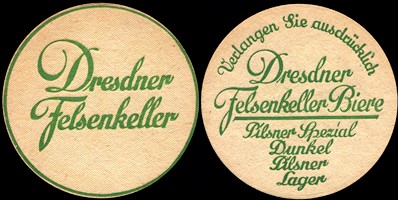 Dresdner
Felsenkeller
Verlangen Sie ausdrücklich
Dresdner
Felsenkeller-Biere
Pilsner Spezial
Dunkel
Pilsner
Lager